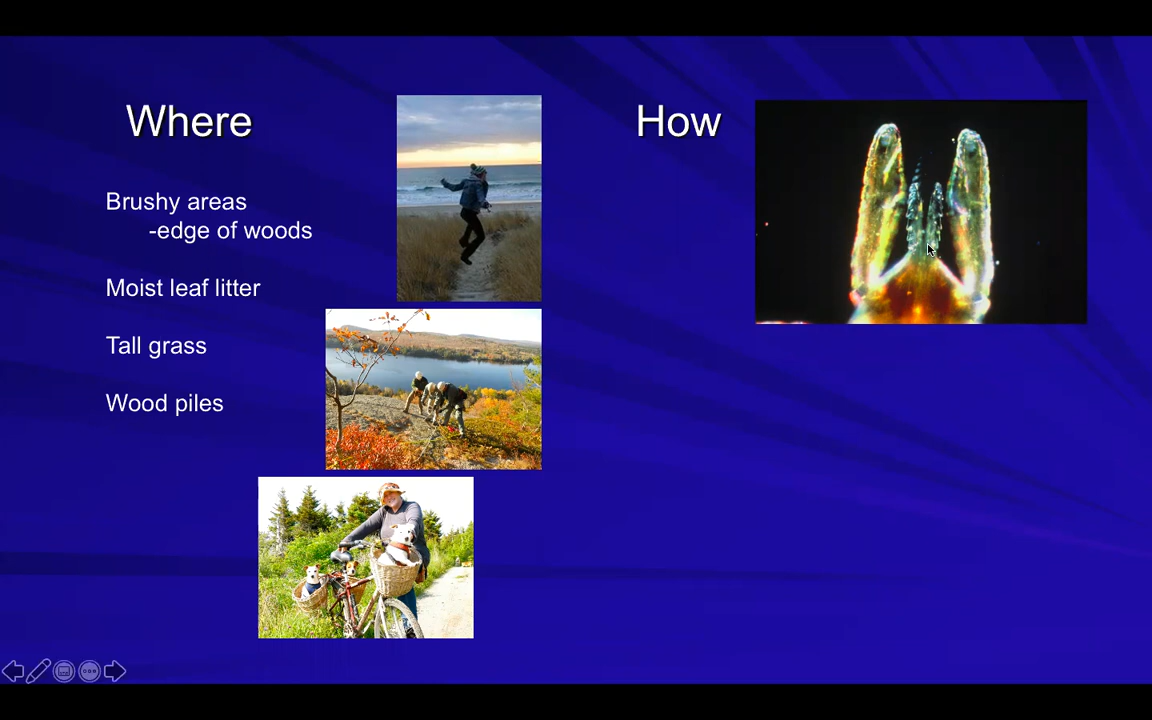 Where
Brushy areas
-edge of woods
Moist leaf litter
Tall grass
Wood piles
How